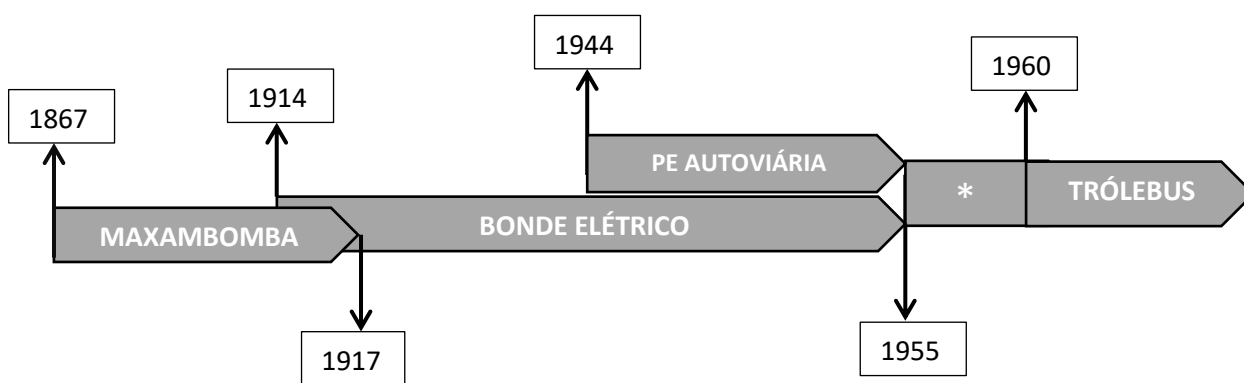 1944
1960
1914
1867
PE AUTOVIÁRIA
*
TRÓLEBUS
BONDE ELÉTRICO
MAXAMBOMBA
1955
1917